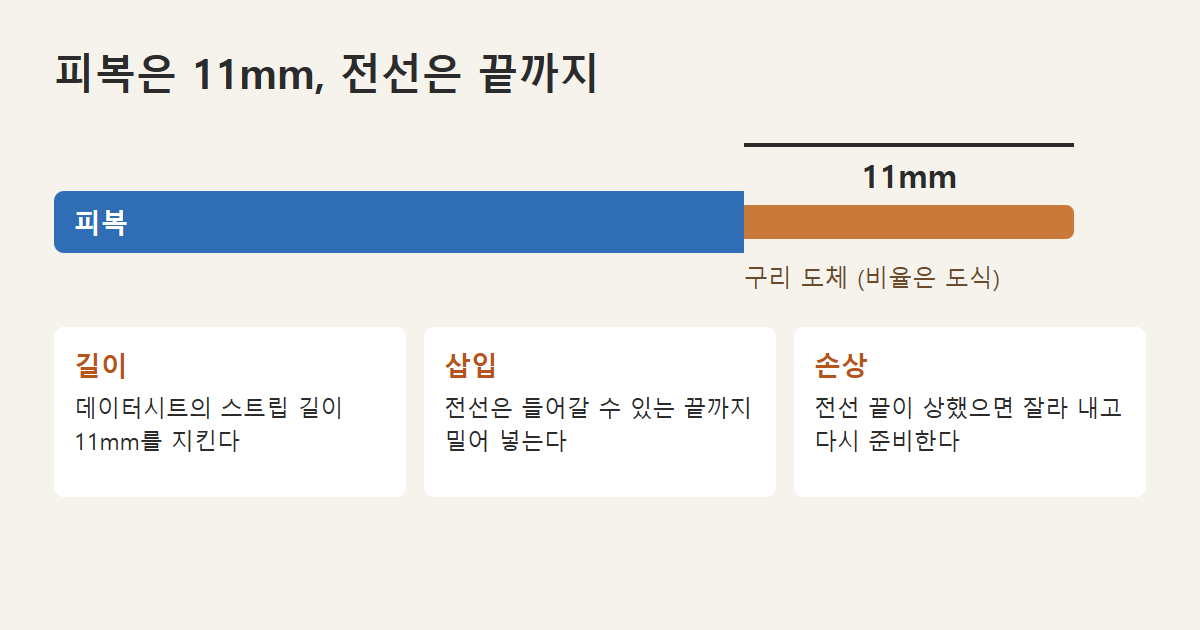 피복은 11mm, 전선은 끝까지
11mm
피복
구리 도체 (비율은 도식)
길이
데이터시트의 스트립 길이
11mm를 지킨다
삽입
전선은 들어갈 수 있는 끝까지
밀어 넣는다
손상
전선 끝이 상했으면 잘라 내고
다시 준비한다